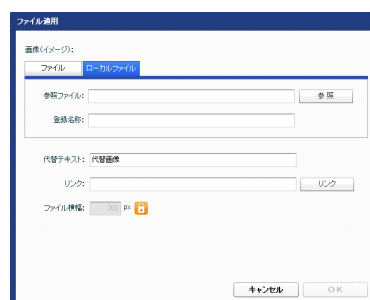 ファイル適用
画像(イメージ):
ファイル ローカルファイル
参照ファイル: 参 照
登録名称:
代替テキスト: 代替画像
リンク: リンク
ファイル横幅: 200 px
キャンセル OK